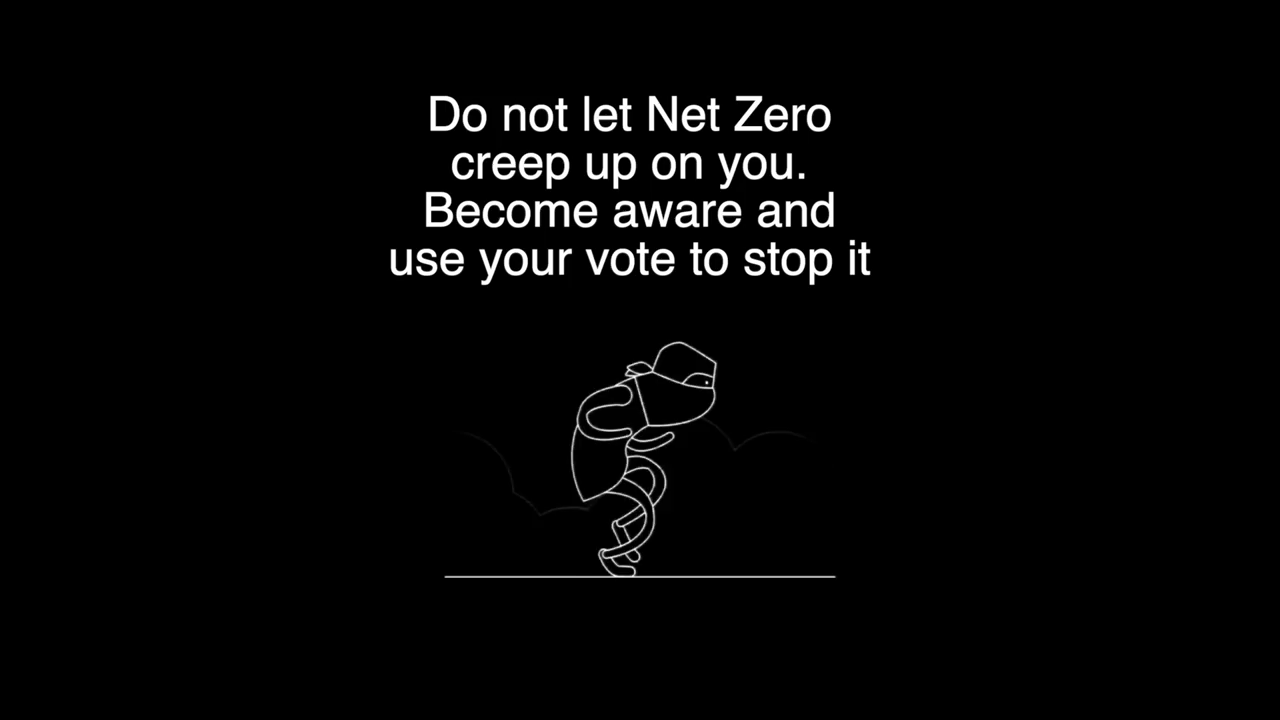 Do not let Net Zero
creep up on you.
Become aware and
use your vote to stop it